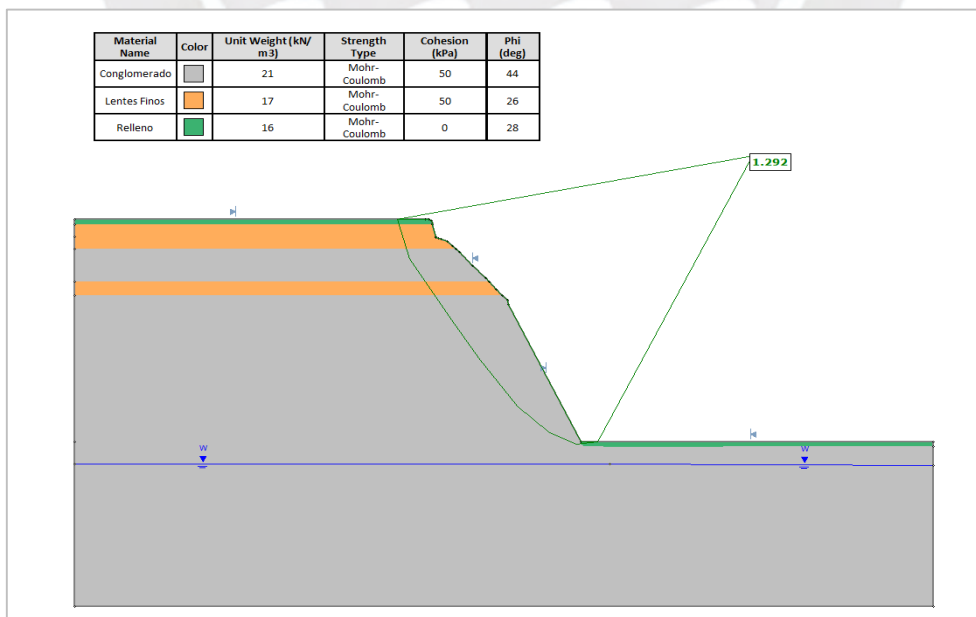 Material Name Color Unit Weight (kN/m3) Strength Type Cohesion (kPa) Phi (deg)
Conglomerado 21 Mohr-Coulomb 50 44
Lentes Finos 17 Mohr-Coulomb 50 26
Relleno 16 Mohr-Coulomb 0 28
1.292
W
W